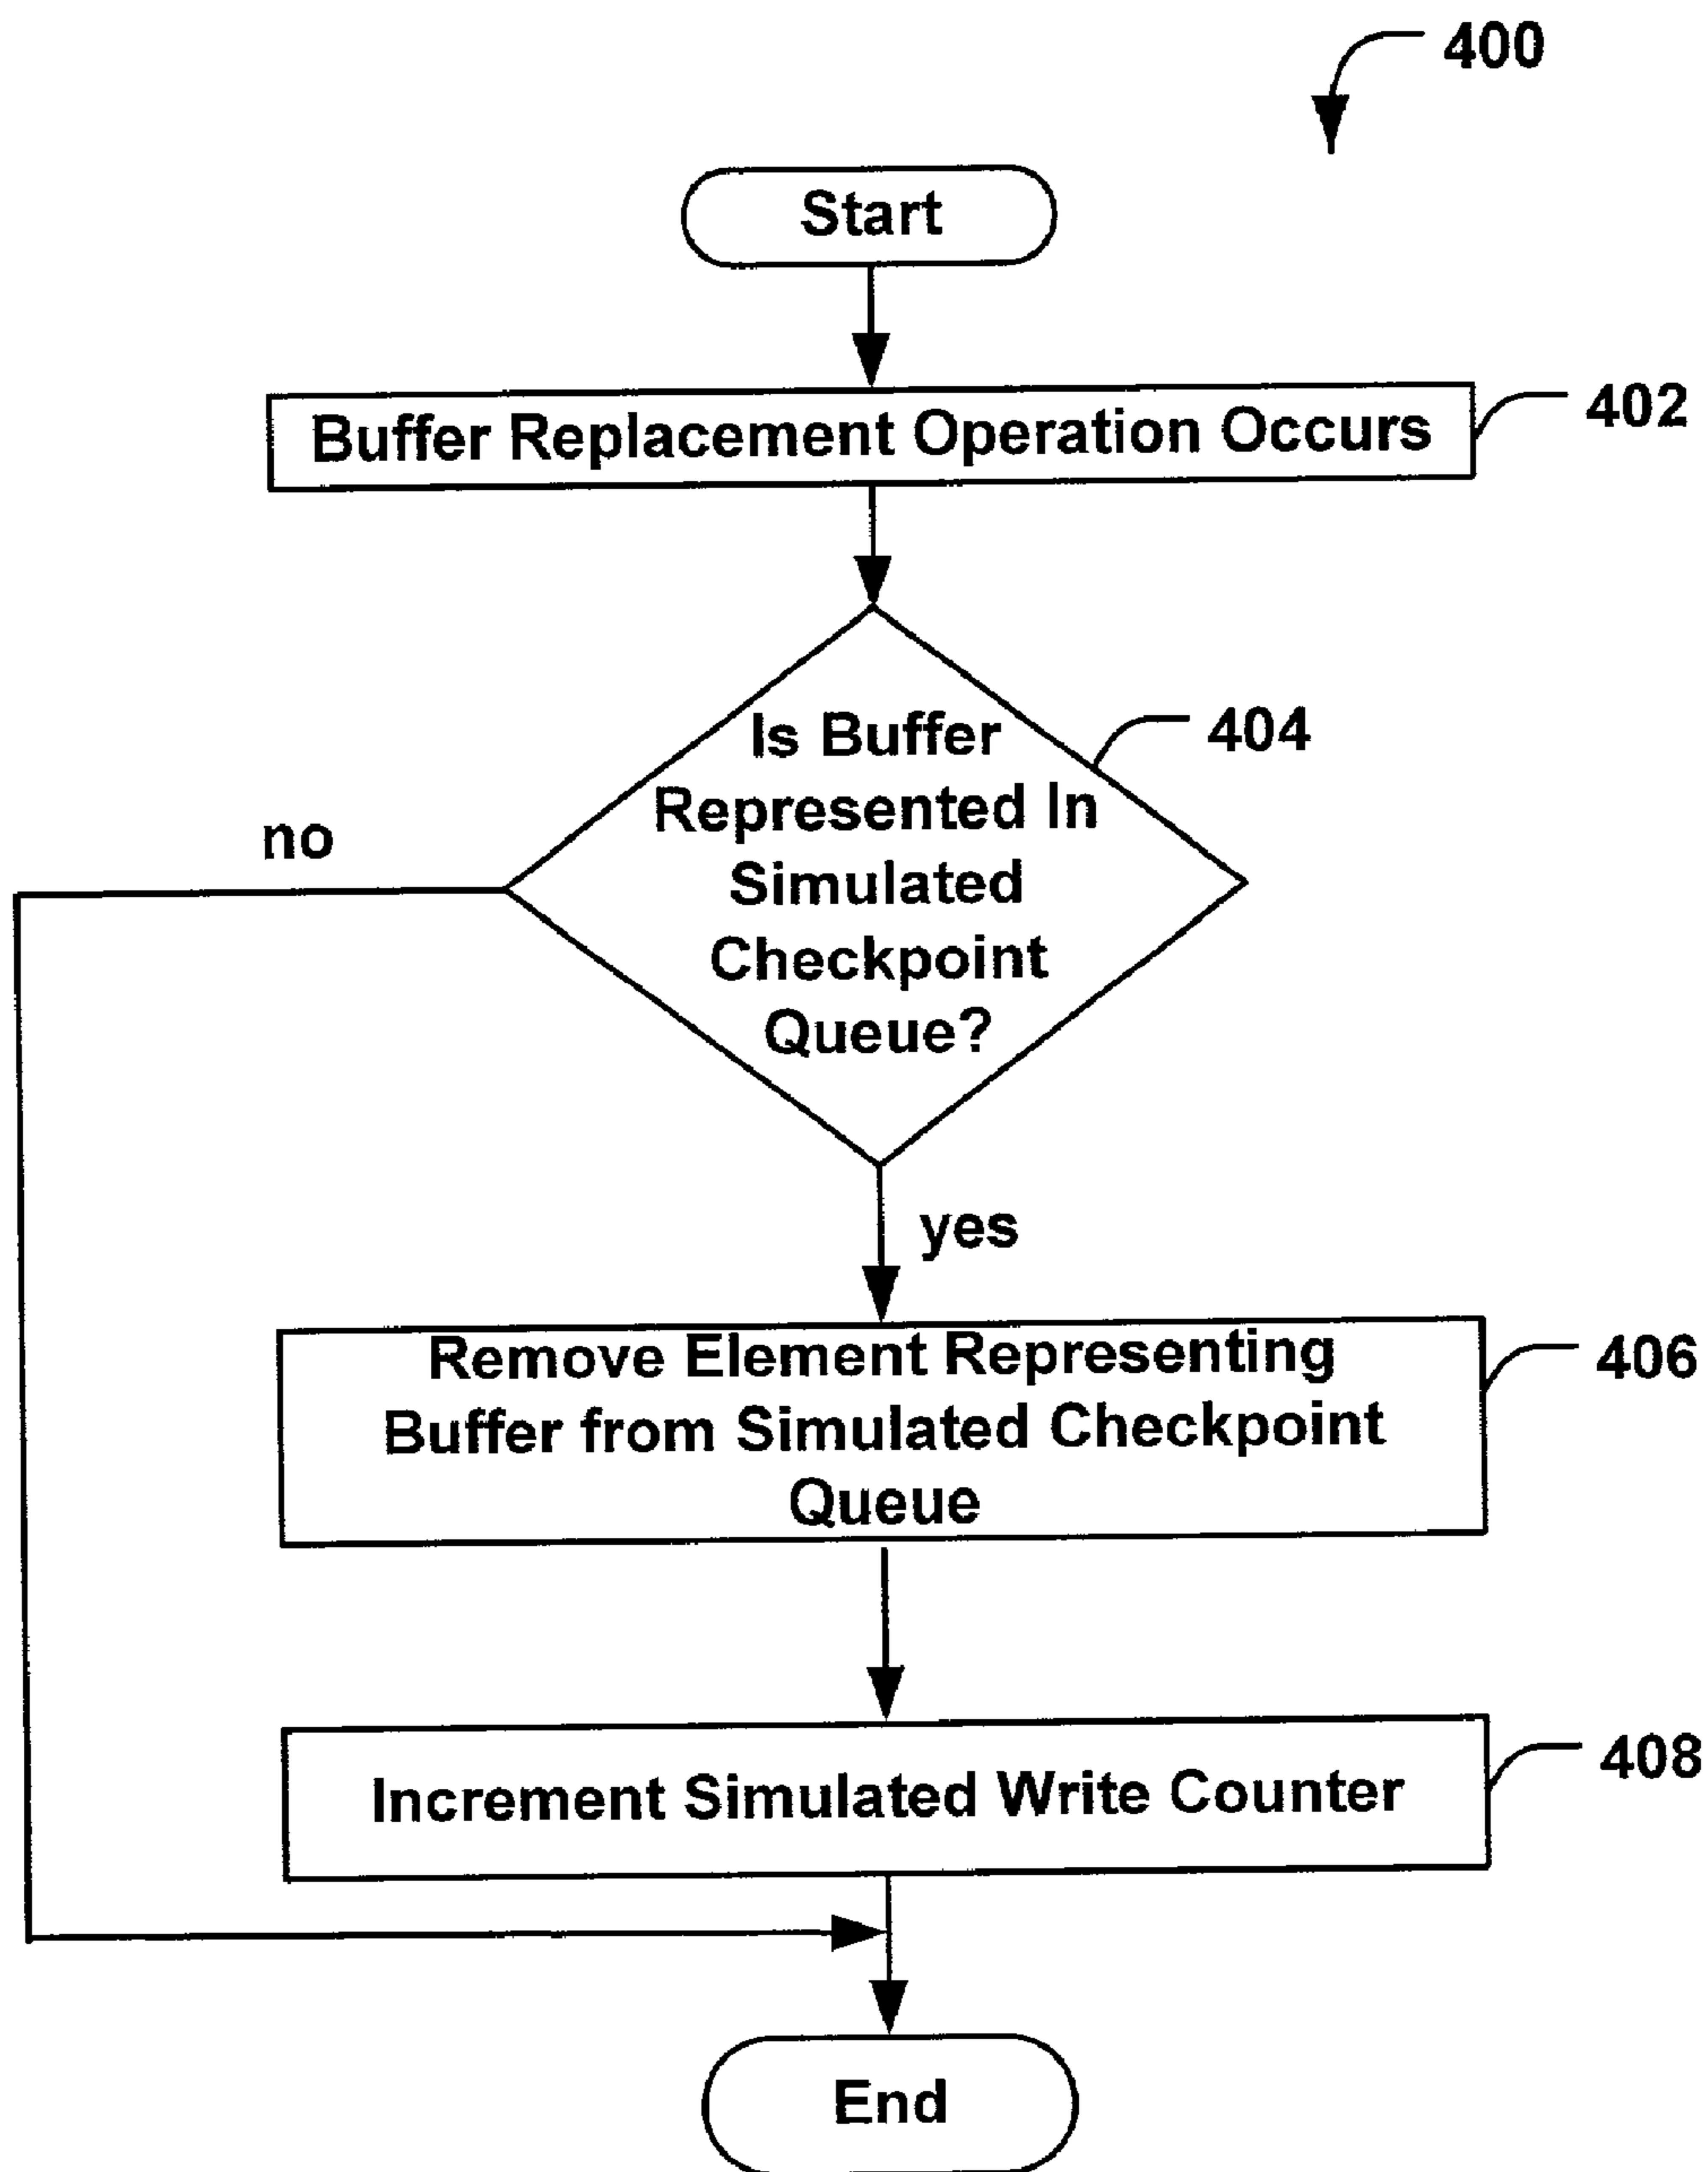 400
Start
Buffer Replacement Operation Occurs
402
Is Buffer
Represented In
Simulated
Checkpoint
Queue?
404
no
yes
Remove Element Representing
Buffer from Simulated Checkpoint
Queue
406
Increment Simulated Write Counter
408
End